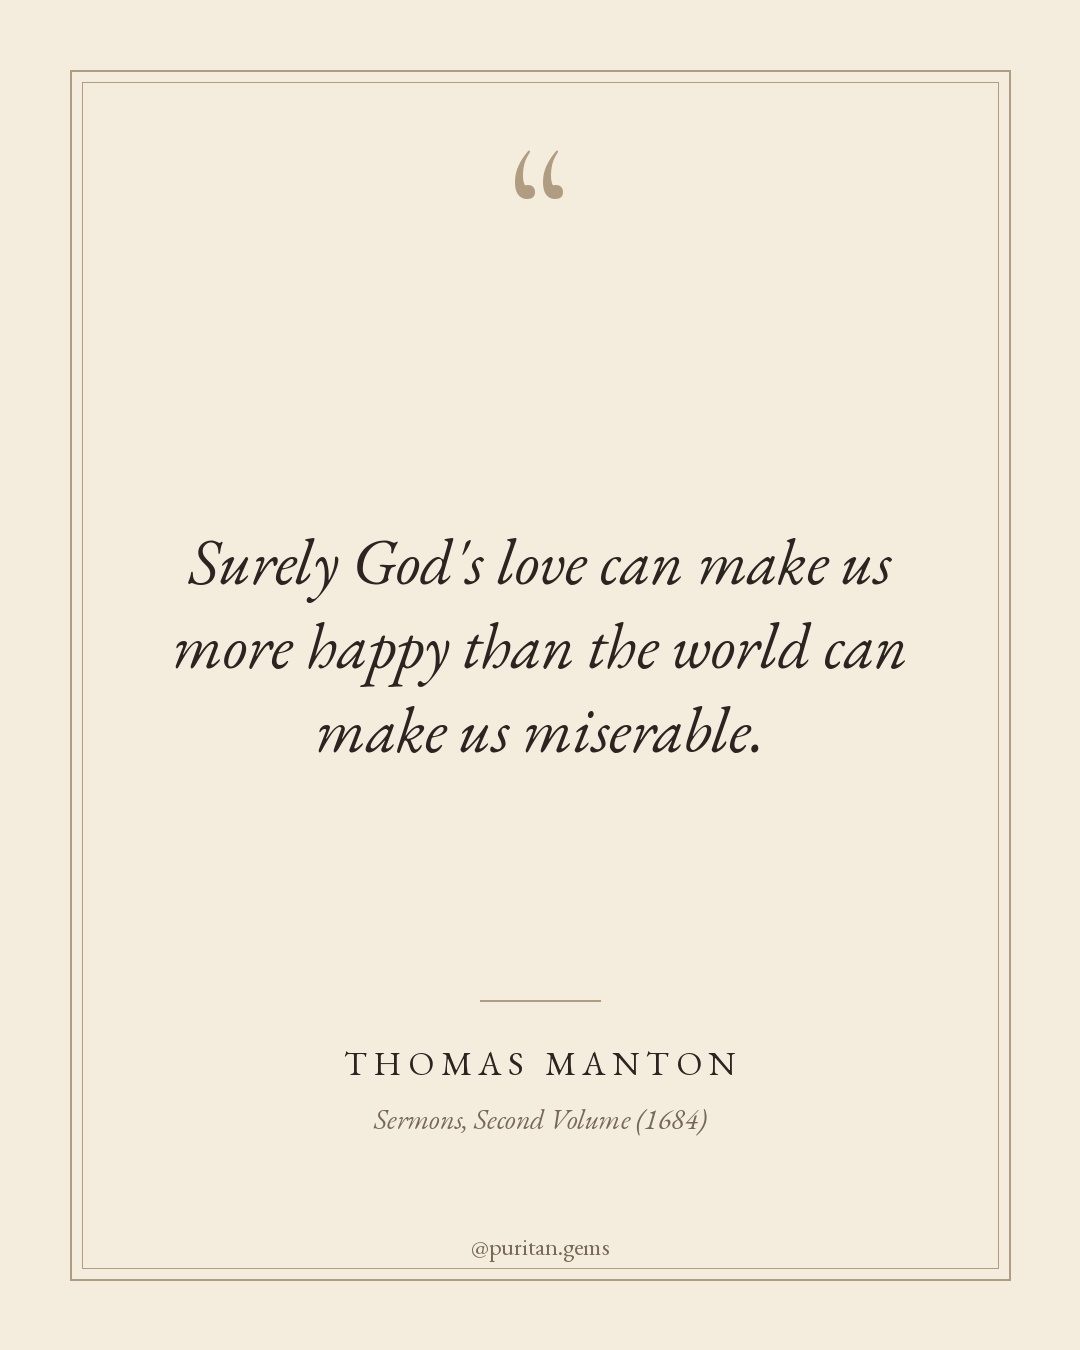 “
Surely God's love can make us
more happy than the world can
make us miserable.
THOMAS MANTON
Sermons, Second Volume (1684)
@puritan.gems